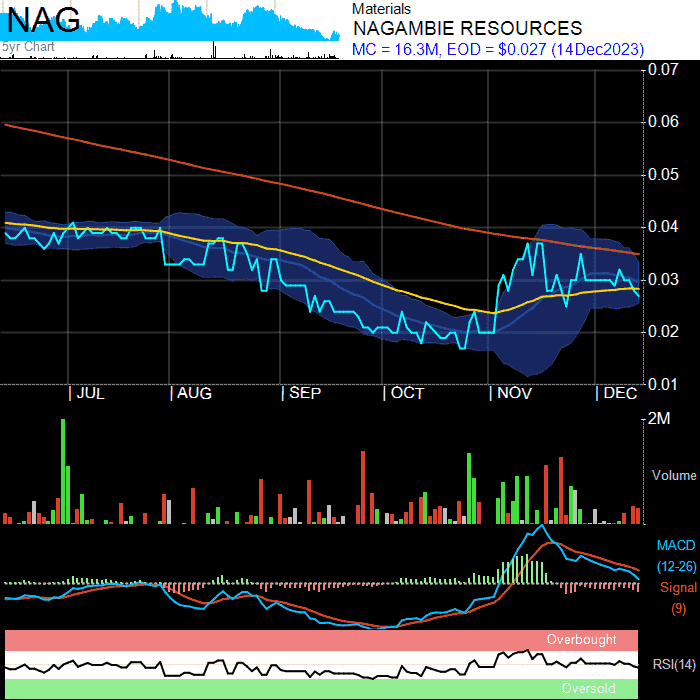 NAG
5yr Chart
Materials
NAGAMBIE RESOURCES
MC = 16.3M, EOD = $0.027 (14Dec2023)
0.07
0.06
0.05
0.04
0.03
0.02
0.01
JUL AUG SEP OCT NOV DEC
2M
Volume
MACD
(12-26)
Signal
(9)
Overbought
RSI(14)
Oversold